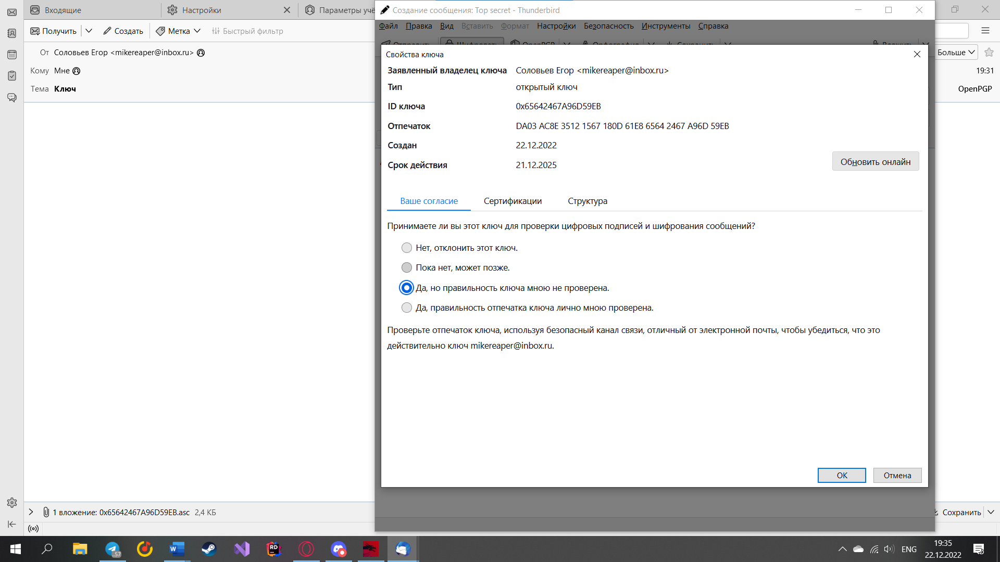 Входящие
Настройки
Параметры учё
Создание сообщения: Top secret - Thunderbird
Файл Правка Вид Вставить Формат Настройки Безопасность Инструменты Справка
Получить
Создать
Метка
Быстрый фильтр
От Соловьев Егор <mikereaper@inbox.ru>
Больше
Кому Мне
19:31
Тема Ключ
OpenPGP
Свойства ключа
Заявленный владелец ключа Соловьев Егор <mikereaper@inbox.ru>
Тип открытый ключ
ID ключа 0x65642467A96D59EB
Отпечаток DA03 AC8E 3512 1567 180D 61E8 6564 2467 A96D 59EB
Создан 22.12.2022
Срок действия 21.12.2025
Обновить онлайн
Ваше согласие Сертификации Структура
Принимаете ли вы этот ключ для проверки цифровых подписей и шифрования сообщений?
Нет, отклонить этот ключ.
Пока нет, может позже.
Да, но правильность ключа мною не проверена.
Да, правильность отпечатка ключа лично мною проверена.
Проверьте отпечаток ключа, используя безопасный канал связи, отличный от электронной почты, чтобы убедиться, что это
действительно ключ mikereaper@inbox.ru.
ОК Отмена
1 вложение: 0x65642467A96D59EB.asc 2,4 КБ
Сохранить
57
RD
ENG
19:35
22.12.2022